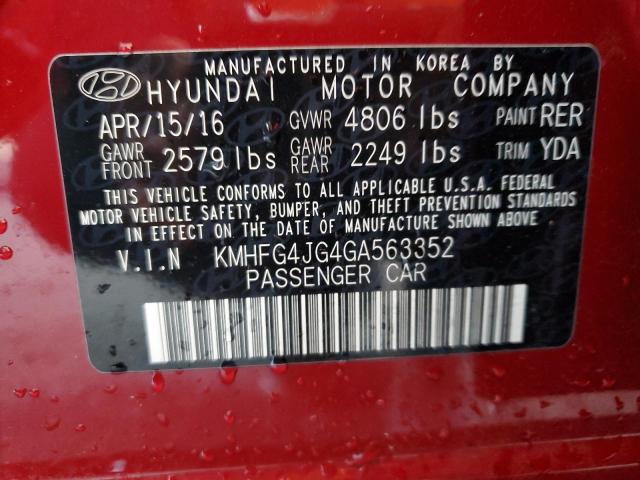 MANUFACTURED IN KOREA BY
HYUNDAI MOTOR COMPANY
APR/15/16 GVWR 4806 lbs PAINT RER
GAWR FRONT 2579 lbs GAWR REAR 2249 lbs TRIM YDA
THIS VEHICLE CONFORMS TO ALL APPLICABLE U.S.A. FEDERAL
MOTOR VEHICLE SAFETY, BUMPER, AND THEFT PREVENTION STANDARDS
IN EFFECT ON THE DATE OF MANUFACTURE SHOWN ABOVE.
V.I.N KMHFG4JG4GA563352
PASSENGER CAR